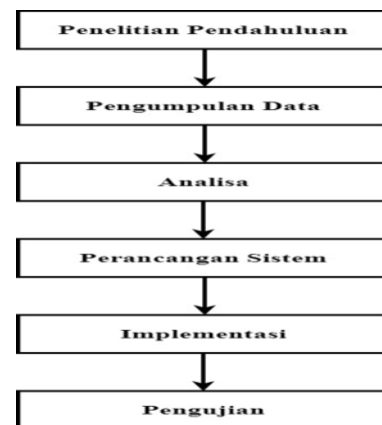 Penelitian Pendahuluan
Pengumpulan Data
Analisa
Perancangan Sistem
Implementasi
Pengujian